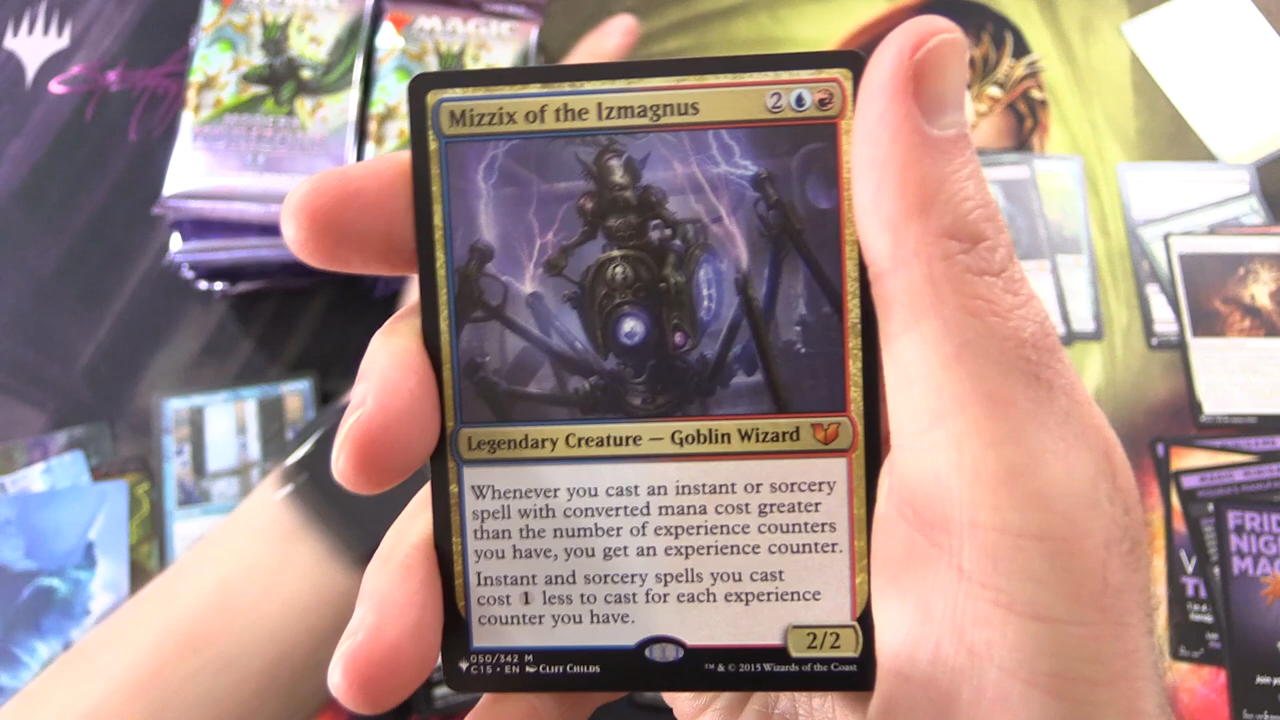 MAGIC
Mizzix of the Izmagnus 2
Legendary Creature — Goblin Wizard
Whenever you cast an instant or sorcery
spell with converted mana cost greater
than the number of experience counters
you have, you get an experience counter.
Instant and sorcery spells you cast
cost 1 less to cast for each experience
counter you have.
2/2
050/342 M
C15 • EN Cliff Childs
™ & © 2015 Wizards of the Coast